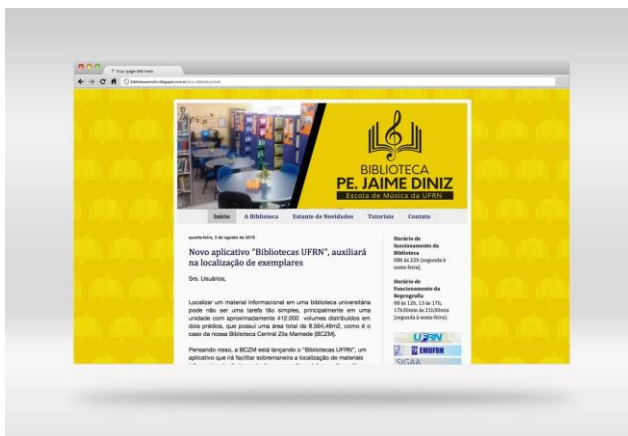 Your page title here
BIBLIOTECA
PE. JAIME DINIZ
Escola de Música da UFRN
Início A Biblioteca Estante de Novidades Tutoriais Contato
quarta-feira, 3 de agosto de 2016
Novo aplicativo "Bibliotecas UFRN", auxiliará
na localização de exemplares
Srs. Usuários,
Localizar um material informacional em uma biblioteca universitária
pode não ser uma tarefa tão simples, principalmente em uma
unidade com aproximadamente 412.000 volumes distribuídos em
dois prédios, que possui uma área total de 8.564,49m2, como é o
caso da nossa Biblioteca Central Zila Mamede (BCZM).
Pensando nisso, a BCZM está lançando o "Bibliotecas UFRN", um
aplicativo que irá facilitar sobremaneira a localização de materiais
Horário de
funcionamento da
Biblioteca
08h às 22h (segunda à
sexta-feira).
Horário de
Funcionamento da
Reprografia
08 às 12h, 13 às 17h,
17h30min às 21h30min
(segunda à sexta-feira).
UFRN
EMUFRN
SIGAA